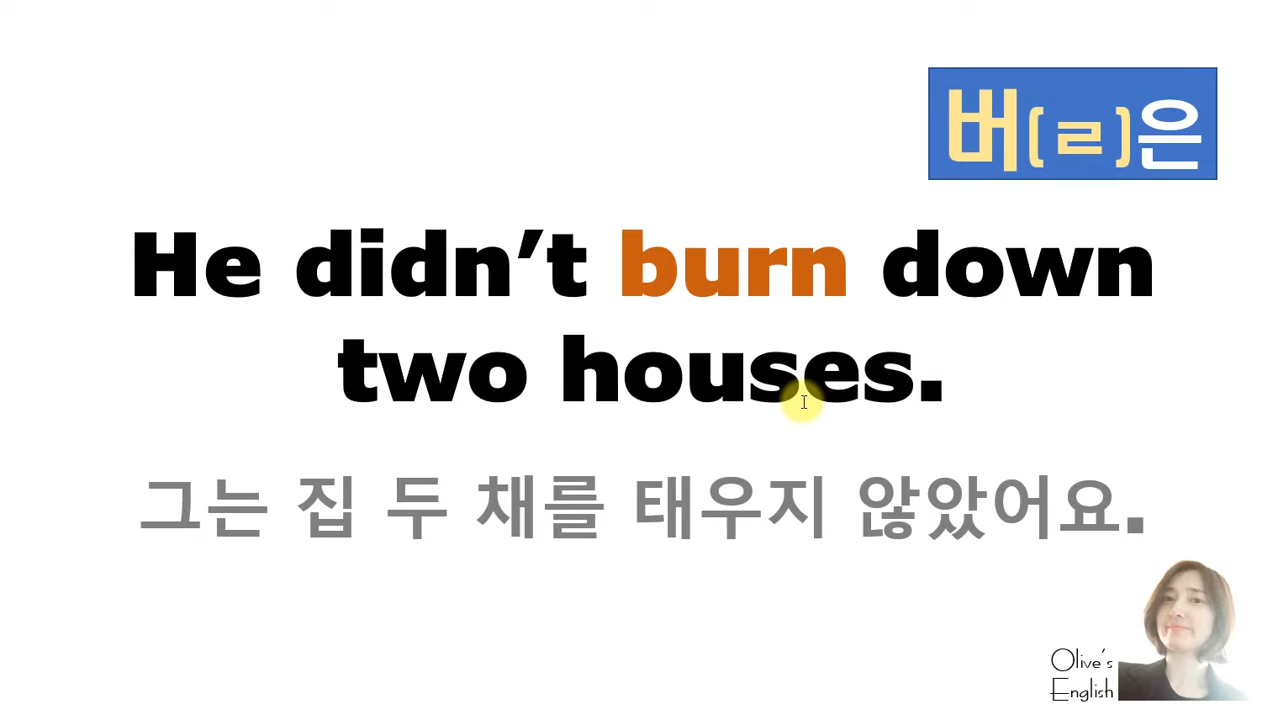 버(ㄹ)은
He didn’t burn down
two houses.
그는 집 두 채를 태우지 않았어요.
Olive's
English